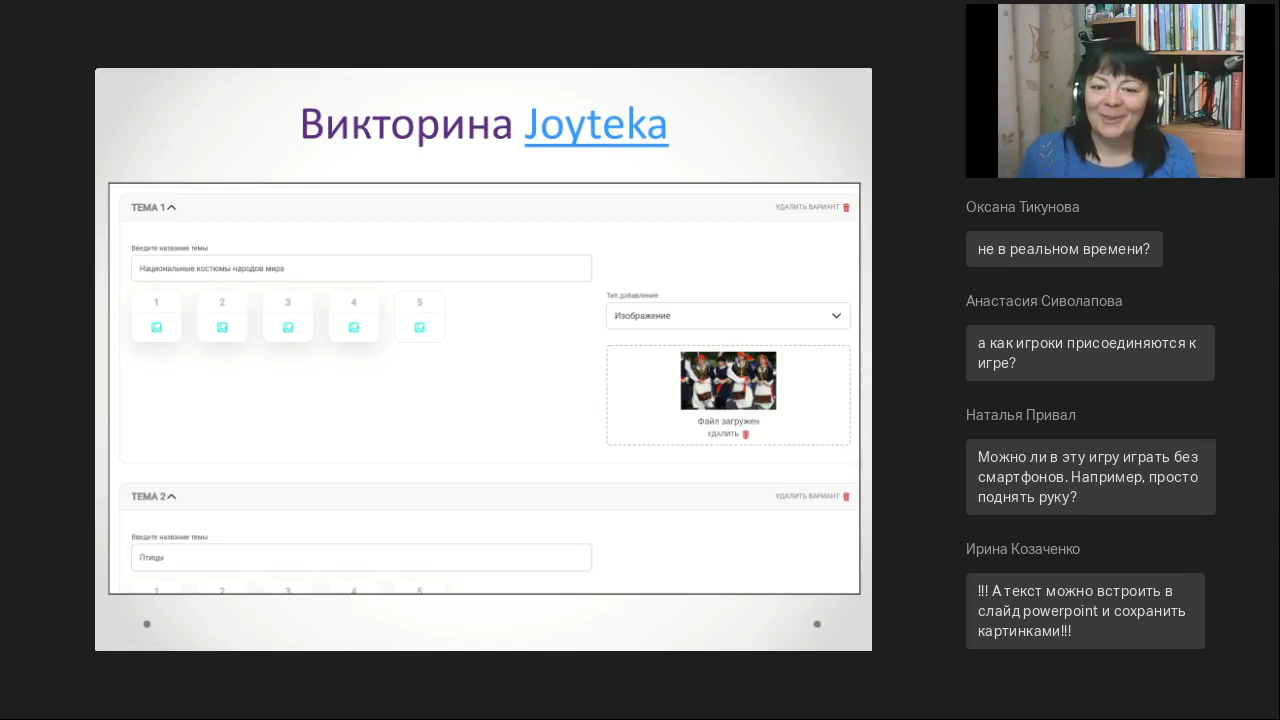 Викторина Joyteka
ТЕМА 1
УДАЛИТЬ ВАРИАНТ
Введите название темы
Национальные костюмы народов мира
1 2 3 4 5
Тип добавления
Изображение
Файл загружен
УДАЛИТЬ
ТЕМА 2
УДАЛИТЬ ВАРИАНТ
Введите название темы
Птицы
1 2 3 4 5
Оксана Тикунова
не в реальном времени?
Анастасия Сиволапова
а как игроки присоединяются к
игре?
Наталья Привал
Можно ли в эту игру играть без
смартфонов. Например, просто
поднять руку?
Ирина Козаченко
!!! А текст можно встроить в
слайд powerpoint и сохранить
картинками!!!